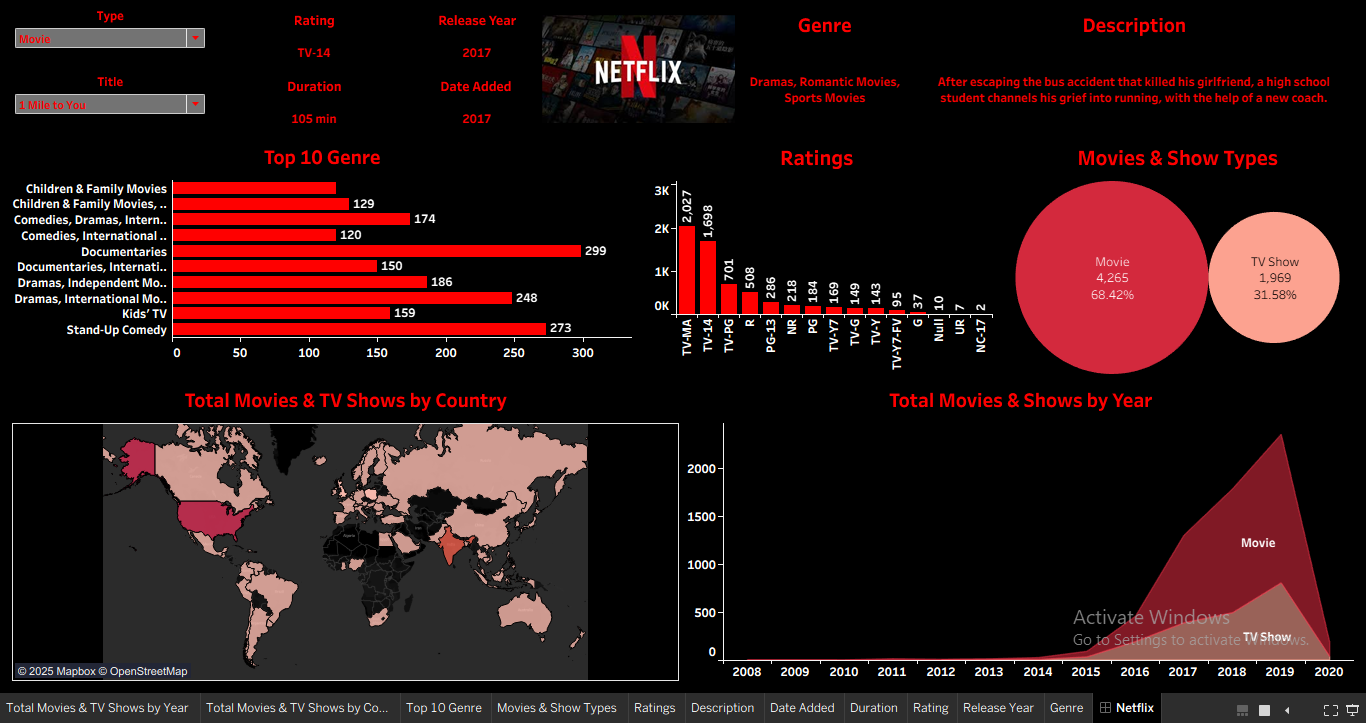 Type
Movie
Title
1 Mile to You
Rating
TV-14
Duration
105 min
Release Year
2017
Date Added
2017
NETFLIX
Genre
Dramas, Romantic Movies,
Sports Movies
Description
After escaping the bus accident that killed his girlfriend, a high school
student channels his grief into running, with the help of a new coach.
Top 10 Genre
Children & Family Movies
Children & Family Movies, .. 129
Comedies, Dramas, Intern.. 174
Comedies, International .. 120
Documentaries 299
Documentaries, Internati.. 150
Dramas, Independent Mo.. 186
Dramas, International Mo.. 248
Kids' TV 159
Stand-Up Comedy 273
0 50 100 150 200 250 300
Ratings
3K
2K
1K
0K
2,027 1,698 701 508 286 218 184 169 149 143 95 37 10 7 2
TV-MA TV-14 TV-PG R PG-13 NR PG TV-Y7 TV-G TV-Y TV-Y7-FV G Null UR NC-17
Movies & Show Types
Movie
4,265
68.42%
TV Show
1,969
31.58%
Total Movies & TV Shows by Country
© 2025 Mapbox © OpenStreetMap
Total Movies & Shows by Year
2000
1500
1000
500
0
Movie
TV Show
2008 2009 2010 2011 2012 2013 2014 2015 2016 2017 2018 2019 2020
Activate Windows
Go to Settings to activate Windows.
Total Movies & TV Shows by Year Total Movies & TV Shows by Co... Top 10 Genre Movies & Show Types Ratings Description Date Added Duration Rating Release Year Genre Netflix